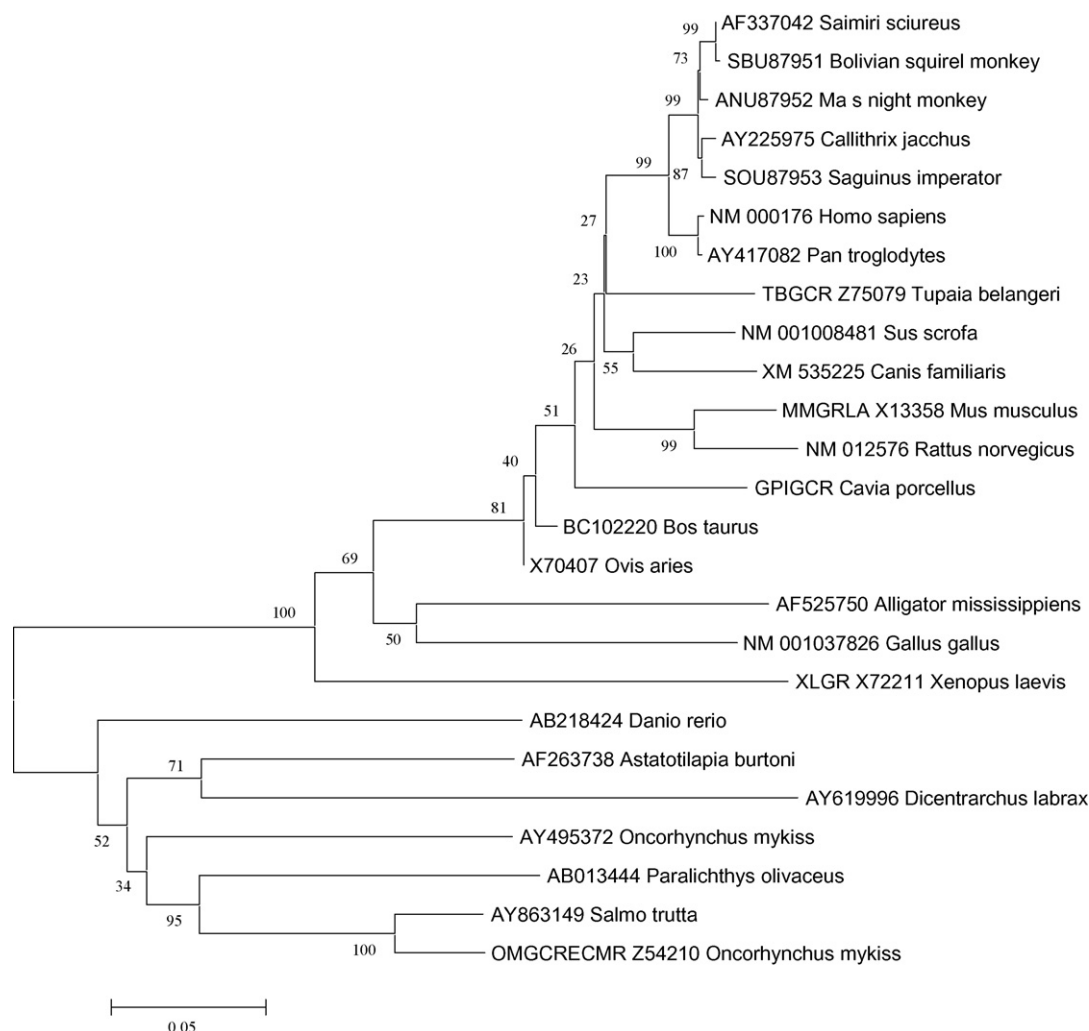 AF337042 Saimiri sciureus
99
SBU87951 Bolivian squirel monkey
73
ANU87952 Ma s night monkey
99
AY225975 Callithrix jacchus
99
87
SOU87953 Saguinus imperator
NM 000176 Homo sapiens
27
100
AY417082 Pan troglodytes
23
TBGCR Z75079 Tupaia belangeri
NM 001008481 Sus scrofa
26
55
XM 535225 Canis familiaris
51
MMGRLA X13358 Mus musculus
99
NM 012576 Rattus norvegicus
40
GPIGCR Cavia porcellus
81
BC102220 Bos taurus
69
X70407 Ovis aries
100
AF525750 Alligator mississippiens
50
NM 001037826 Gallus gallus
XLGR X72211 Xenopus laevis
AB218424 Danio rerio
71
AF263738 Astatotilapia burtoni
AY619996 Dicentrarchus labrax
52
AY495372 Oncorhynchus mykiss
34
AB013444 Paralichthys olivaceus
95
AY863149 Salmo trutta
100
OMGCRECMR Z54210 Oncorhynchus mykiss
0.05